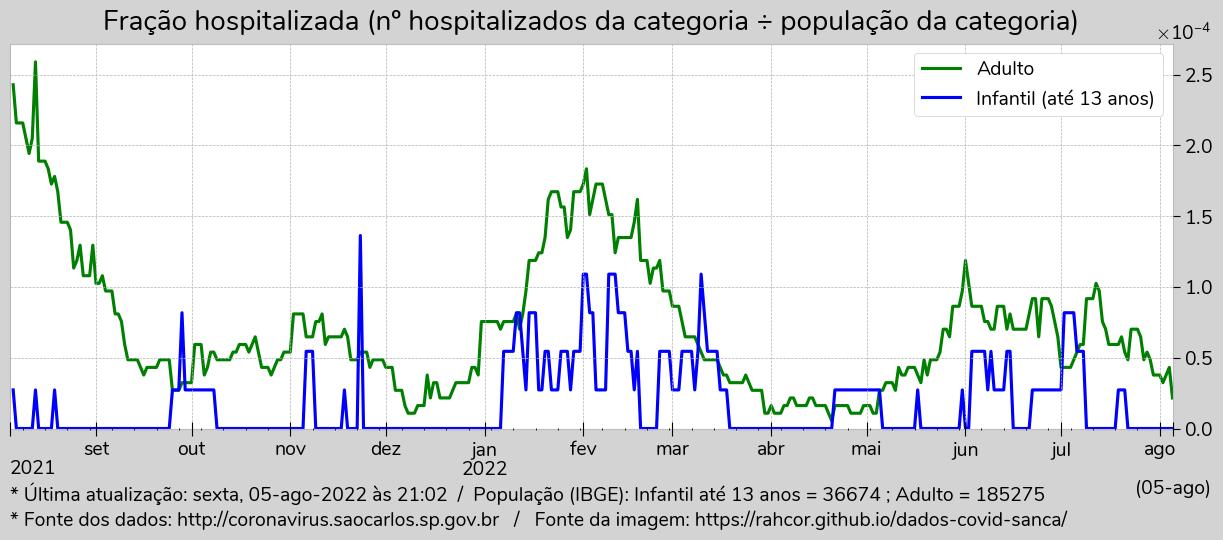 Fração hospitalizada (nº hospitalizados da categoria ÷ população da categoria)
×10⁻⁴
Adulto
Infantil (até 13 anos)
2.5
2.0
1.5
1.0
0.5
0.0
set out nov dez jan fev mar abr mai jun jul ago
2021 2022
(05-ago)
* Última atualização: sexta, 05-ago-2022 às 21:02 / População (IBGE): Infantil até 13 anos = 36674 ; Adulto = 185275
* Fonte dos dados: http://coronavirus.saocarlos.sp.gov.br / Fonte da imagem: https://rahcor.github.io/dados-covid-sanca/